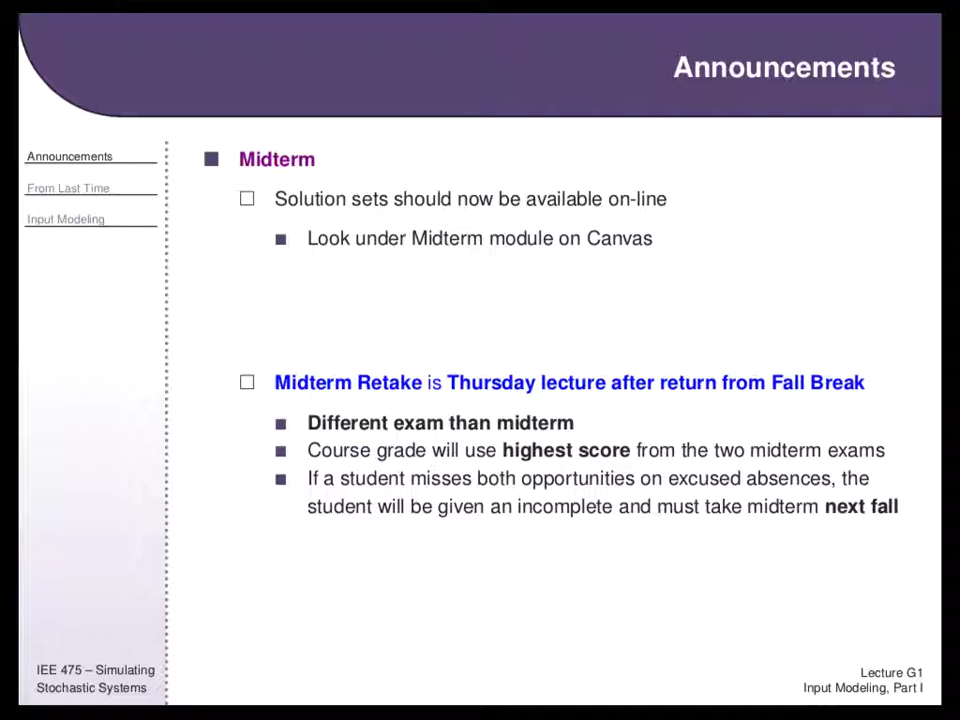 Announcements
Announcements
From Last Time
Input Modeling
Midterm
Solution sets should now be available on-line
Look under Midterm module on Canvas
Midterm Retake is Thursday lecture after return from Fall Break
Different exam than midterm
Course grade will use highest score from the two midterm exams
If a student misses both opportunities on excused absences, the
student will be given an incomplete and must take midterm next fall
IEE 475 – Simulating
Stochastic Systems
Lecture G1
Input Modeling, Part I